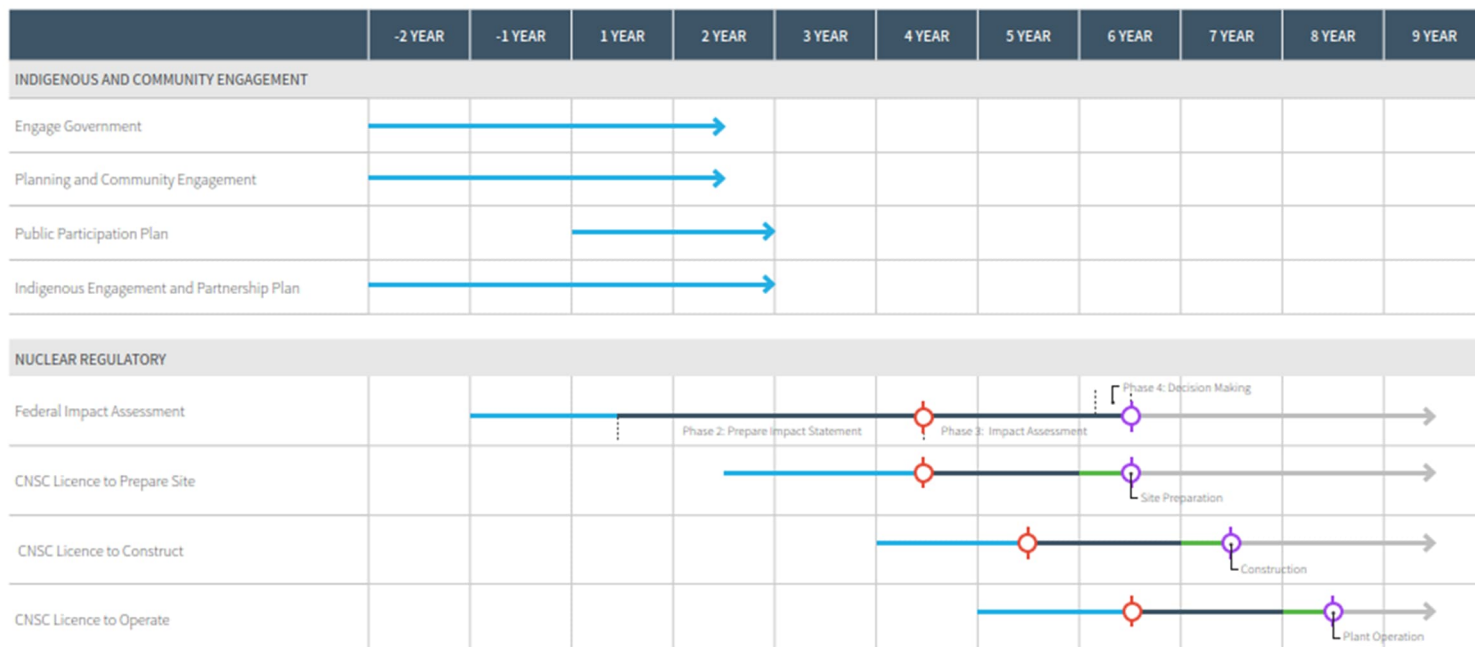 -2 YEAR -1 YEAR 1 YEAR 2 YEAR 3 YEAR 4 YEAR 5 YEAR 6 YEAR 7 YEAR 8 YEAR 9 YEAR
INDIGENOUS AND COMMUNITY ENGAGEMENT
Engage Government
Planning and Community Engagement
Public Participation Plan
Indigenous Engagement and Partnership Plan
NUCLEAR REGULATORY
Phase 4: Decision Making
Federal Impact Assessment
Phase 2: Prepare Impact Statement Phase 3: Impact Assessment
CNSC Licence to Prepare Site
Site Preparation
CNSC Licence to Construct
Construction
CNSC Licence to Operate
Plant Operation